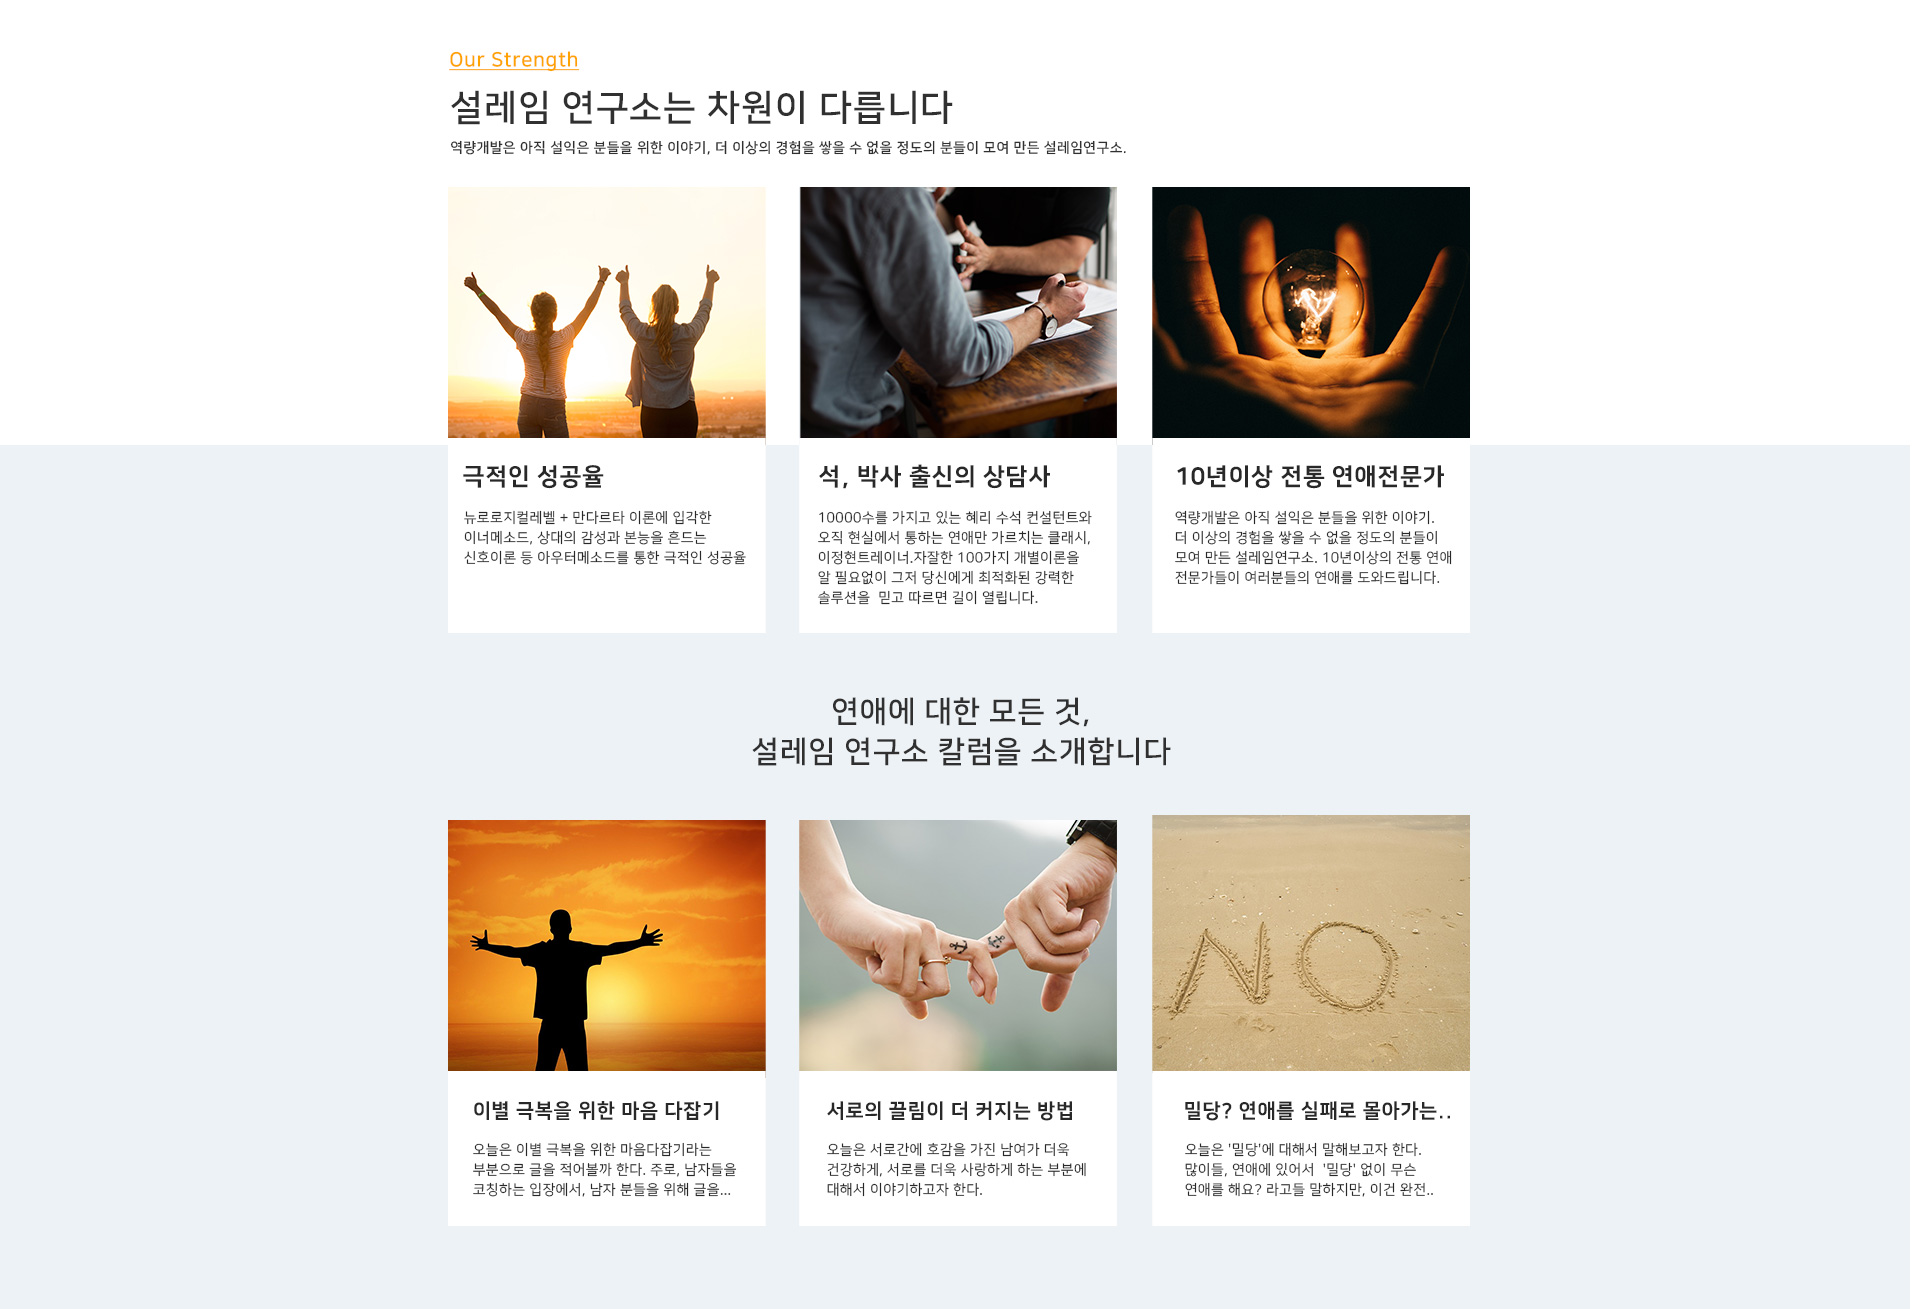 Our Strength
설레임 연구소는 차원이 다릅니다
역량개발은 아직 설익은 분들을 위한 이야기, 더 이상의 경험을 쌓을 수 없을 정도의 분들이 모여 만든 설레임연구소.
극적인 성공율
뉴로로지컬레벨 + 만다르타 이론에 입각한
이너메소드, 상대의 감성과 본능을 흔드는
신호이론 등 아우터메소드를 통한 극적인 성공율
석, 박사 출신의 상담사
10000수를 가지고 있는 혜리 수석 컨설턴트와
오직 현실에서 통하는 연애만 가르치는 클래시,
이정현트레이너.자잘한 100가지 개별이론을
알 필요없이 그저 당신에게 최적화된 강력한
솔루션을  믿고 따르면 길이 열립니다.
10년이상 전통 연애전문가
역량개발은 아직 설익은 분들을 위한 이야기.
더 이상의 경험을 쌓을 수 없을 정도의 분들이
모여 만든 설레임연구소. 10년이상의 전통 연애
전문가들이 여러분들의 연애를 도와드립니다.
연애에 대한 모든 것,
설레임 연구소 칼럼을 소개합니다
NO
이별 극복을 위한 마음 다잡기
오늘은 이별 극복을 위한 마음다잡기라는
부분으로 글을 적어볼까 한다. 주로, 남자들을
코칭하는 입장에서, 남자 분들을 위해 글을...
서로의 끌림이 더 커지는 방법
오늘은 서로간에 호감을 가진 남여가 더욱
건강하게, 서로를 더욱 사랑하게 하는 부분에
대해서 이야기하고자 한다.
밀당? 연애를 실패로 몰아가는..
오늘은 '밀당'에 대해서 말해보고자 한다.
많이들, 연애에 있어서  '밀당' 없이 무슨
연애를 해요? 라고들 말하지만, 이건 완전..